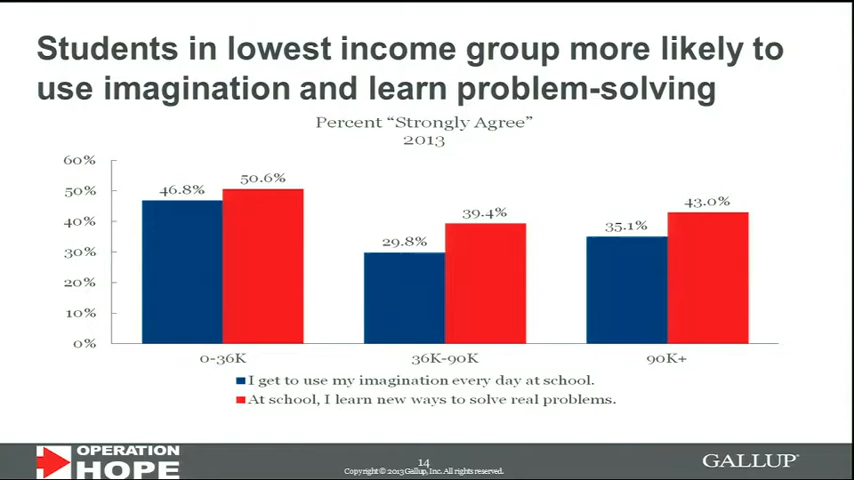 Students in lowest income group more likely to
use imagination and learn problem-solving
Percent “Strongly Agree”
2013
60%
50%
40%
30%
20%
10%
0%
46.8%
50.6%
29.8%
39.4%
35.1%
43.0%
0-36K
36K-90K
90K+
I get to use my imagination every day at school.
At school, I learn new ways to solve real problems.
OPERATION
HOPE
14
Copyright © 2013 Gallup, Inc. All rights reserved.
GALLUP®